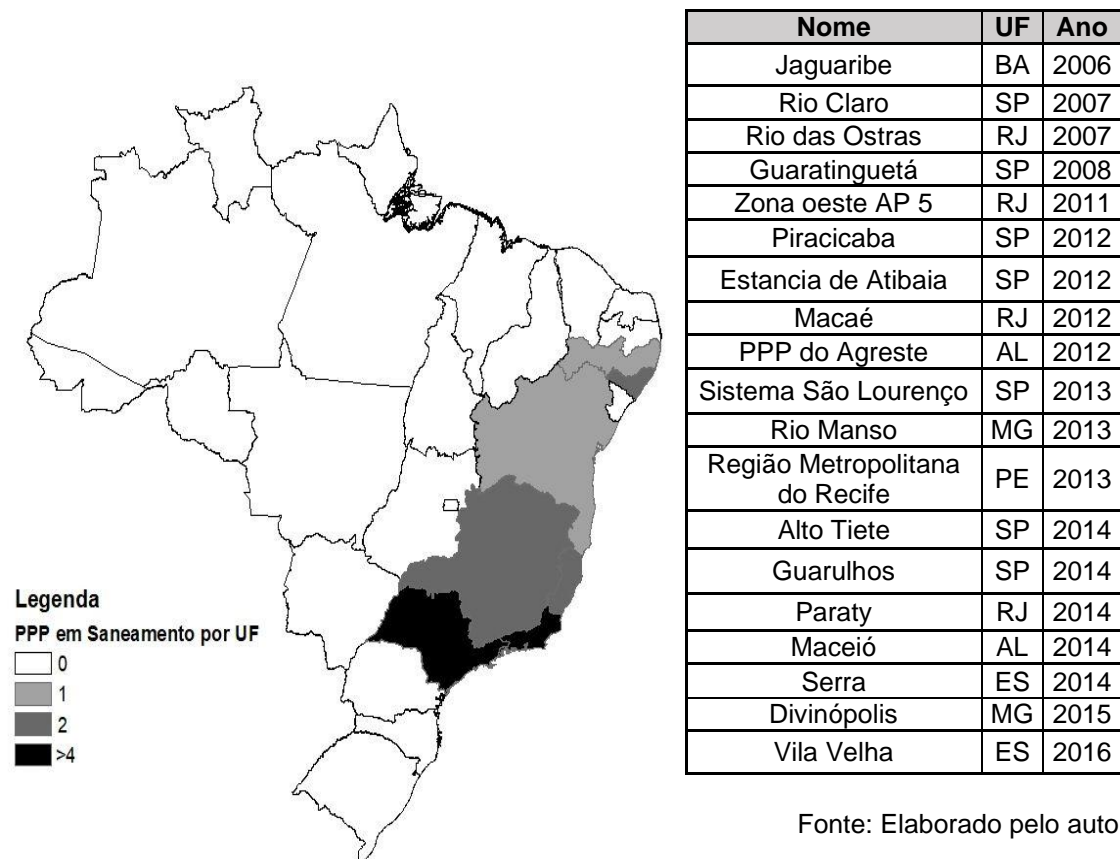 Nome UF Ano
Jaguaribe BA 2006
Rio Claro SP 2007
Rio das Ostras RJ 2007
Guaratinguetá SP 2008
Zona oeste AP 5 RJ 2011
Piracicaba SP 2012
Estancia de Atibaia SP 2012
Macaé RJ 2012
PPP do Agreste AL 2012
Sistema São Lourenço SP 2013
Rio Manso MG 2013
Região Metropolitana
do Recife PE 2013
Alto Tiete SP 2014
Guarulhos SP 2014
Paraty RJ 2014
Maceió AL 2014
Serra ES 2014
Divinópolis MG 2015
Vila Velha ES 2016
Legenda
PPP em Saneamento por UF
0
1
2
>4
Fonte: Elaborado pelo auto